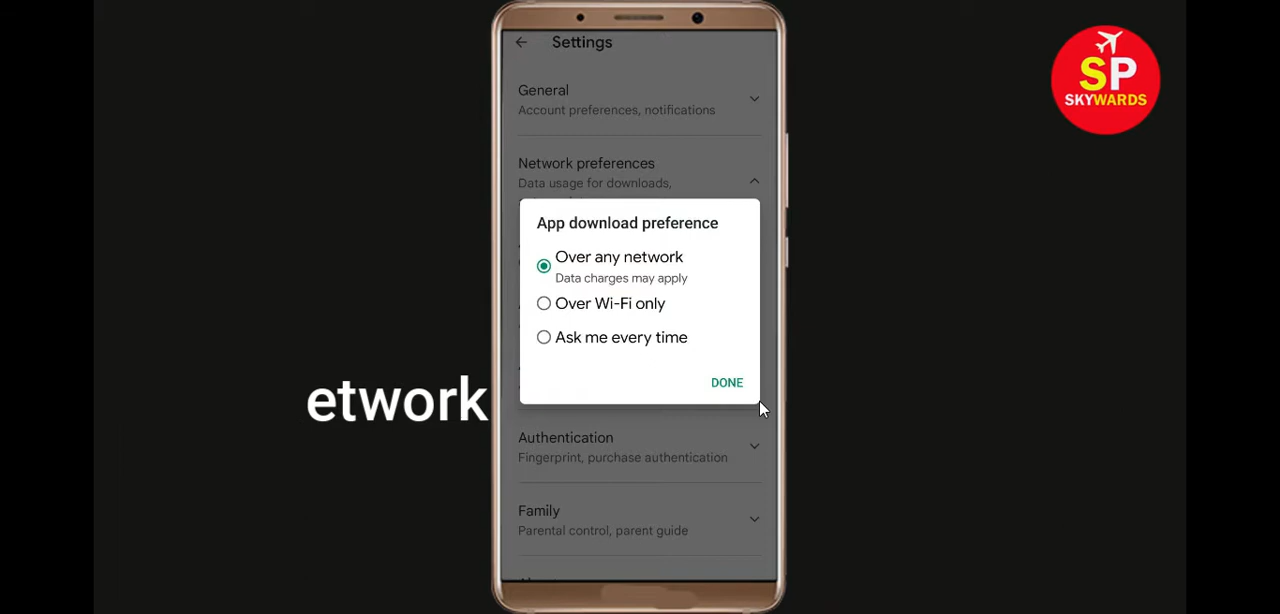 Settings
General
Account preferences, notifications
Network preferences
Data usage for downloads,
App download preference
Over any network
Data charges may apply
Over Wi-Fi only
Ask me every time
DONE
etwork
Authentication
Fingerprint, purchase authentication
Family
Parental control, parent guide
SP
SKYWARDS